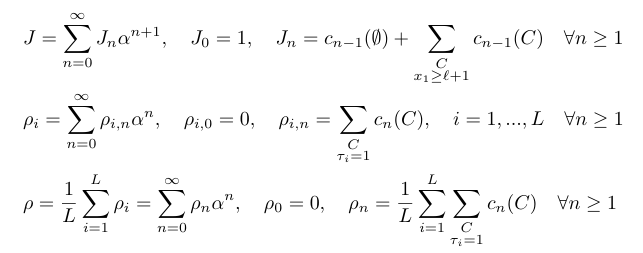 J = \sum_{n=0}^{\infty} J_n \alpha^{n+1}, \quad J_0 = 1, \quad J_n = c_{n-1}(\emptyset) + \sum_{\substack{C \\ x_1 \geq \ell+1}} c_{n-1}(C) \quad \forall n \geq 1
\rho_i = \sum_{n=0}^{\infty} \rho_{i,n} \alpha^n, \quad \rho_{i,0} = 0, \quad \rho_{i,n} = \sum_{\substack{C \\ \tau_i=1}} c_n(C), \quad i = 1, ..., L \quad \forall n \geq 1
\rho = \frac{1}{L} \sum_{i=1}^{L} \rho_i = \sum_{n=0}^{\infty} \rho_n \alpha^n, \quad \rho_0 = 0, \quad \rho_n = \frac{1}{L} \sum_{i=1}^{L} \sum_{\substack{C \\ \tau_i=1}} c_n(C) \quad \forall n \geq 1